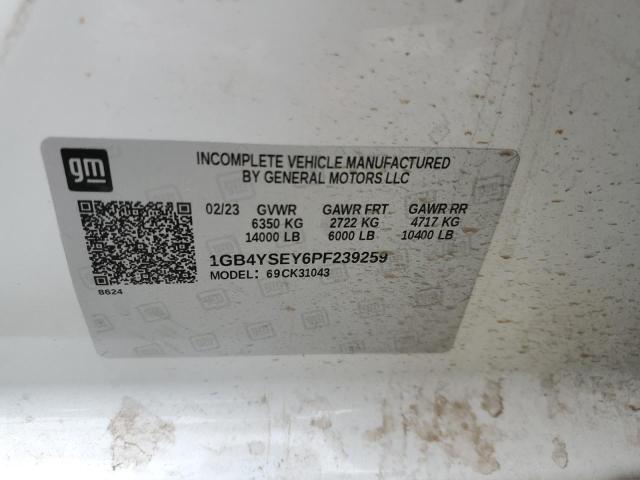 gm
INCOMPLETE VEHICLE MANUFACTURED
BY GENERAL MOTORS LLC
02/23 GVWR GAWR FRT GAWR RR
6350 KG 2722 KG 4717 KG
14000 LB 6000 LB 10400 LB
1GB4YSEY6PF239259
MODEL: 69CK31043
8624